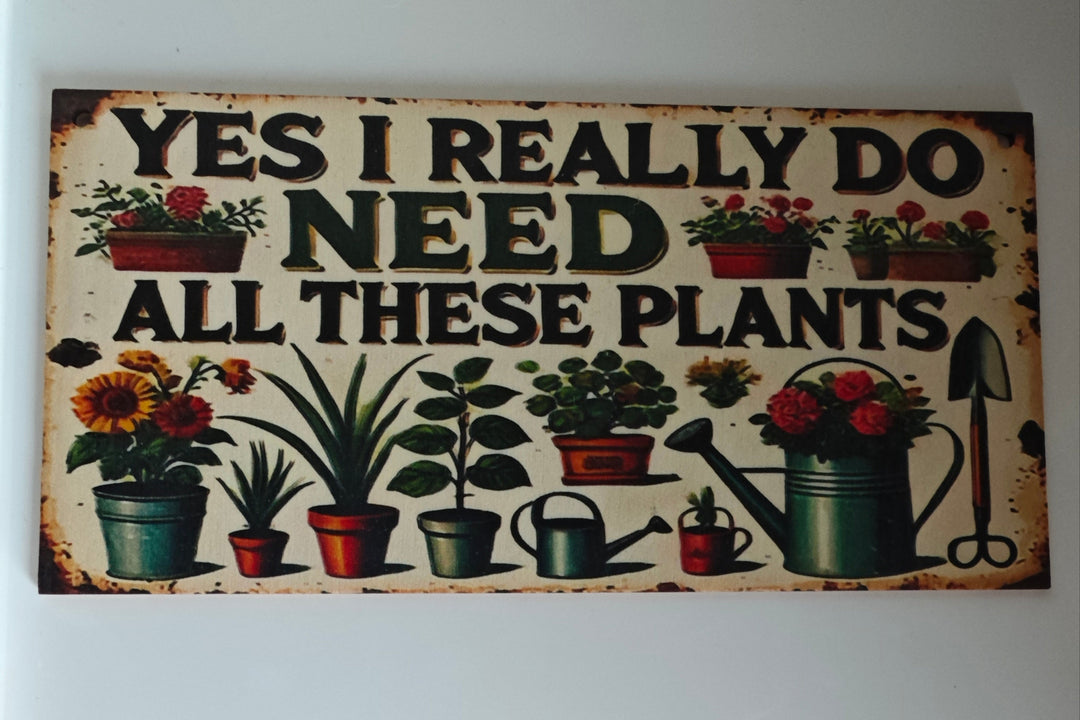 YES I REALLY DO
NEED
ALL THESE PLANTS